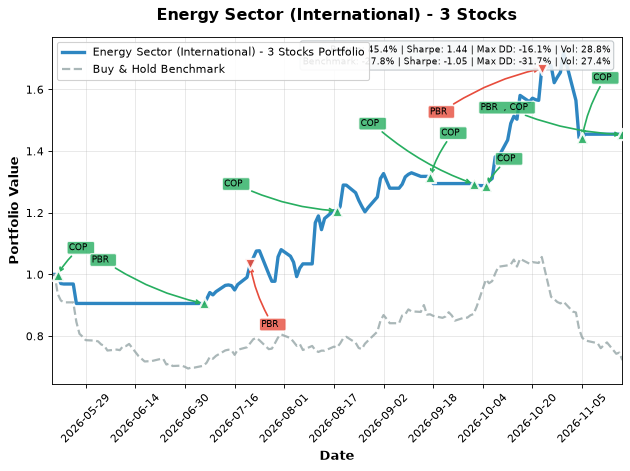 Energy Sector (International) - 3 Stocks
Energy Sector (International) - 3 Stocks Portfolio
Buy & Hold Benchmark
45.4% | Sharpe: 1.44 | Max DD: -16.1% | Vol: 28.8%
Benchmark: -27.8% | Sharpe: -1.05 | Max DD: -31.7% | Vol: 27.4%
COP
PBR
COP
PBR
COP
PBR
COP
PBR, COP
COP
COP
Portfolio Value
1.6
1.4
1.2
1.0
0.8
2026-05-29
2026-06-14
2026-06-30
2026-07-16
2026-08-01
2026-08-17
2026-09-02
2026-09-18
2026-10-04
2026-10-20
2026-11-05
Date